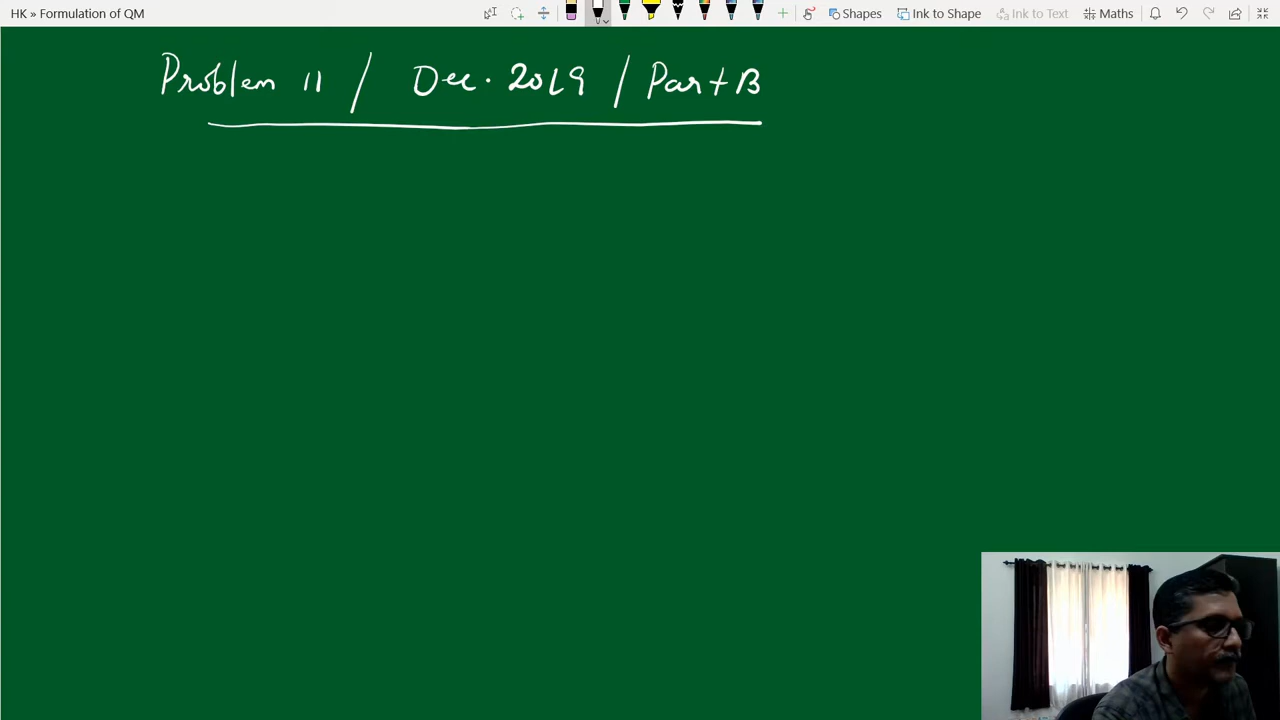 HK » Formulation of QM
Ink to Shape
Shapes
Ink to Text
Maths
Problem 11 / Dec. 2019 / Part B